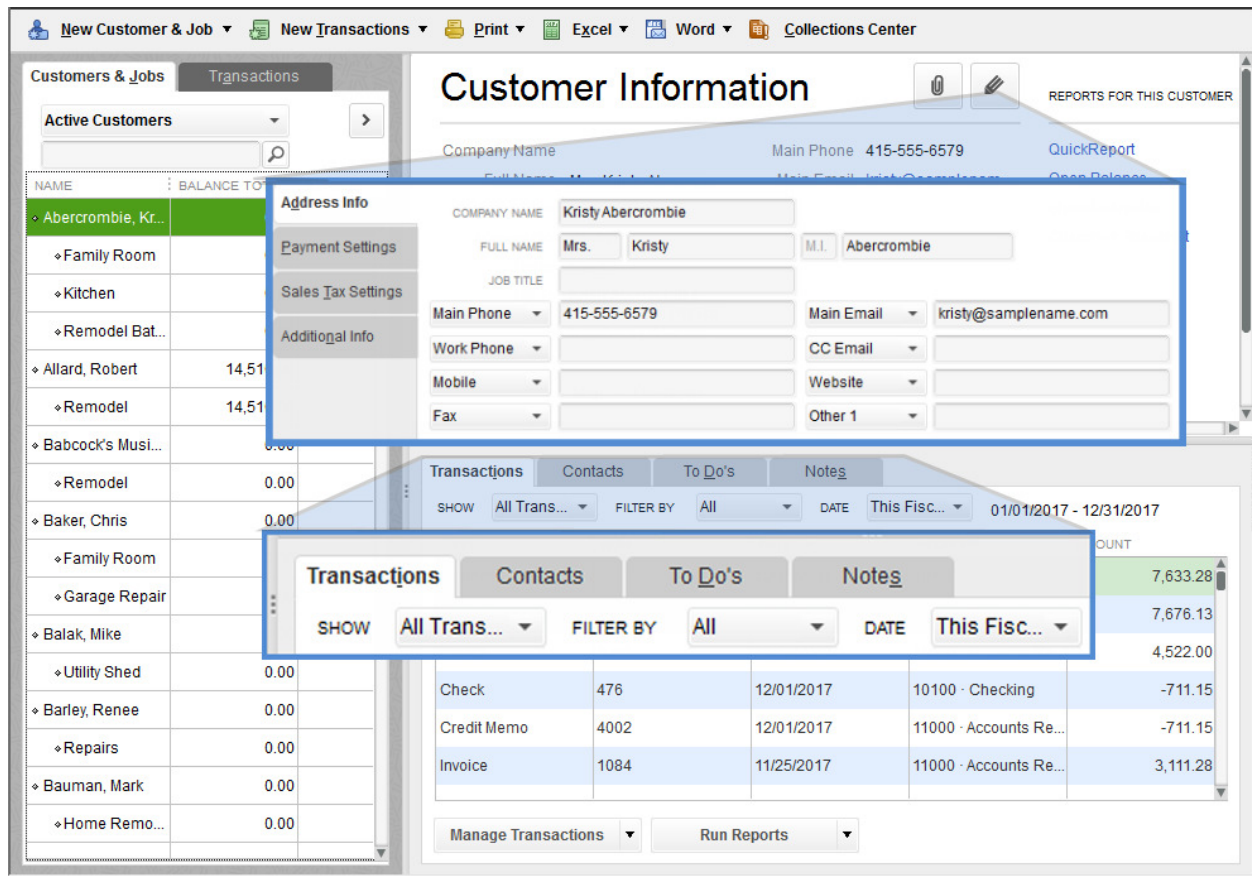 New Customer & Job New Transactions Print Excel Word Collections Center
Customers & Jobs Transactions
Active Customers
NAME BALANCE TO
Abercrombie, Kr...
Family Room
Kitchen
Remodel Bat...
Allard, Robert 14,51
Remodel 14,51
Babcock's Musi... 0.00
Remodel 0.00
Baker, Chris 0.00
Family Room
Garage Repair
Balak, Mike
Utility Shed 0.00
Barley, Renee 0.00
Repairs 0.00
Bauman, Mark 0.00
Home Remo... 0.00
Customer Information
REPORTS FOR THIS CUSTOMER
Company Name Main Phone 415-555-6579 QuickReport
Full Name Main Email Open Balance
Address Info
Payment Settings
Sales Tax Settings
Additional Info
COMPANY NAME Kristy Abercrombie
FULL NAME Mrs. Kristy M.I. Abercrombie
JOB TITLE
Main Phone 415-555-6579 Main Email kristy@samplename.com
Work Phone CC Email
Mobile Website
Fax Other 1
Transactions Contacts To Do's Notes
SHOW All Trans... FILTER BY All DATE This Fisc... 01/01/2017 - 12/31/2017
OUNT
Transactions Contacts To Do's Notes
SHOW All Trans... FILTER BY All DATE This Fisc...
7,633.28
7,676.13
4,522.00
Check 476 12/01/2017 10100 · Checking -711.15
Credit Memo 4002 12/01/2017 11000 · Accounts Re... -711.15
Invoice 1084 11/25/2017 11000 · Accounts Re... 3,111.28
Manage Transactions Run Reports